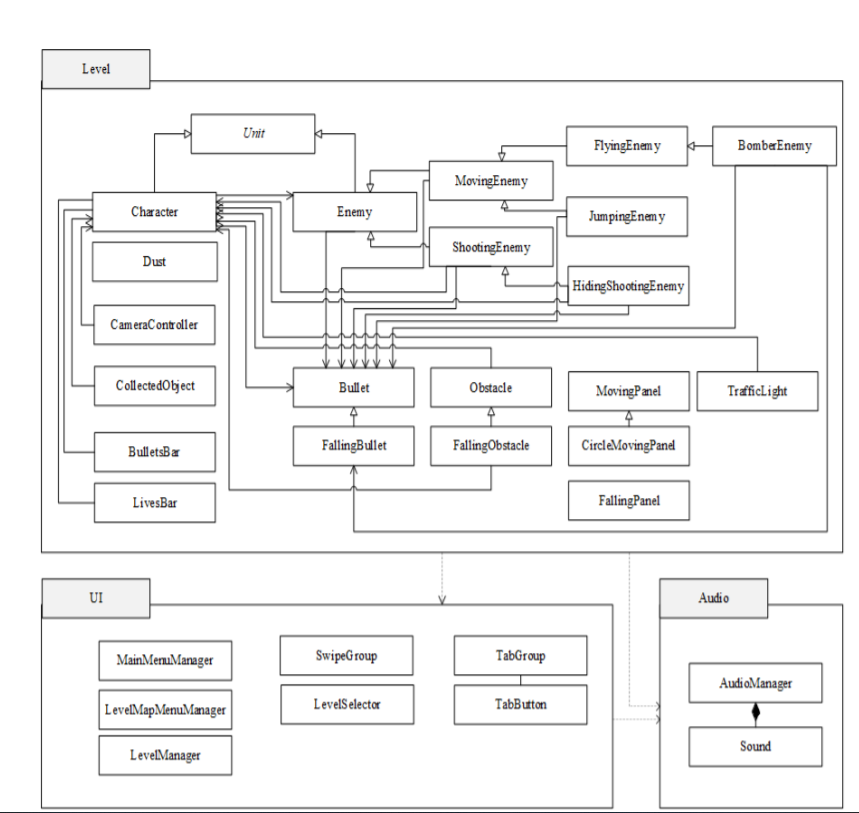 Level
Unit
FlyingEnemy
BomberEnemy
MovingEnemy
Character
Enemy
JumpingEnemy
ShootingEnemy
Dust
HidingShootingEnemy
CameraController
CollectedObject
Bullet
Obstacle
MovingPanel
TrafficLight
BulletsBar
FallingBullet
FallingObstacle
CircleMovingPanel
LivesBar
FallingPanel
UI
Audio
MainMenuManager
SwipeGroup
TabGroup
AudioManager
LevelMapMenuManager
LevelSelector
TabButton
LevelManager
Sound